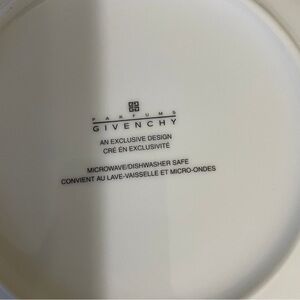 PARFUMS
GIVENCHY
AN EXCLUSIVE DESIGN
CRÉ EN EXCLUSIVITÉ
MICROWAVE/DISHWASHER SAFE
CONVIENT AU LAVE-VAISSELLE ET MICRO-ONDES